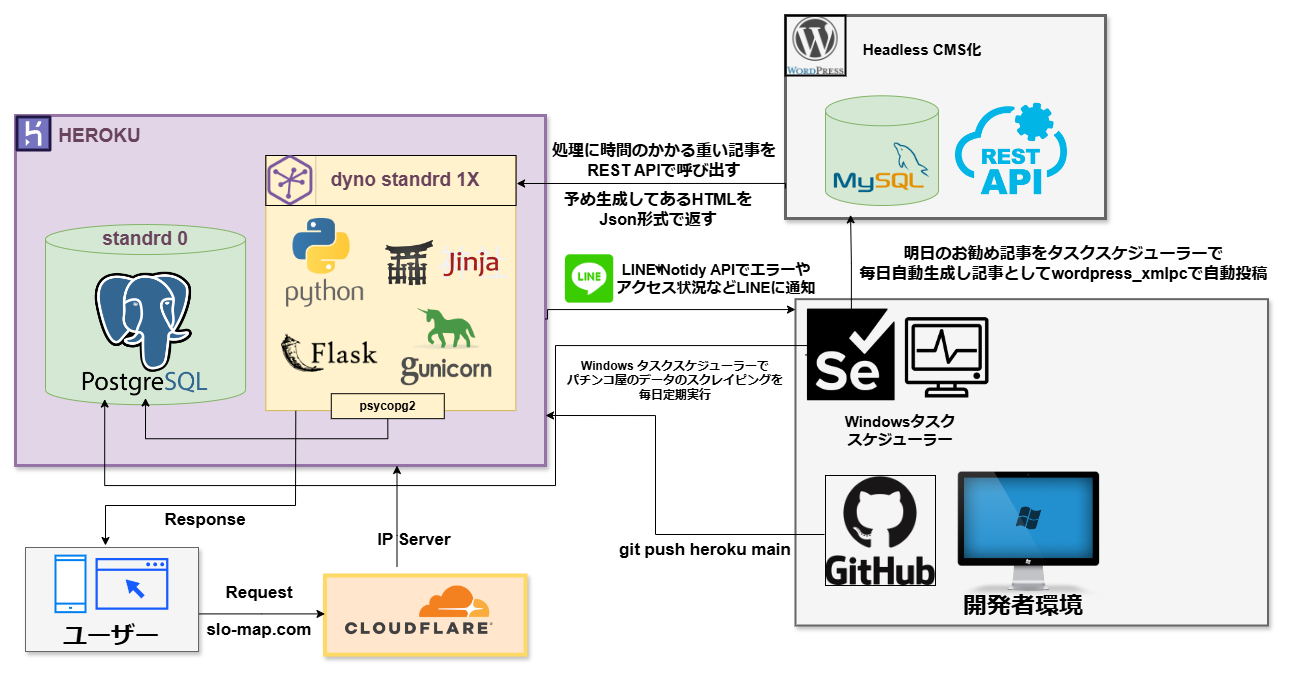 WORDPRESS
Headless CMS化
MySQL
REST
API
HEROKU
dyno standrd 1X
standrd 0
PostgreSQL
python
Jinja
Flask
gunicorn
psycopg2
処理に時間のかかる重い記事を
REST APIで呼び出す
予め生成してあるHTMLを
Json形式で返す
LINE
LINE Notidy APIでエラーや
アクセス状況などLINEに通知
明日のお勧め記事をタスクスケジューラーで
毎日自動生成し記事としてwordpress_xmlpcで自動投稿
Windows タスクスケジューラーで
パチンコ屋のデータのスクレイピングを
毎日定期実行
Se
Windowsタスク
スケジューラー
GitHub
開発者環境
git push heroku main
Response
IP Server
ユーザー
Request
slo-map.com
CLOUDFLARE